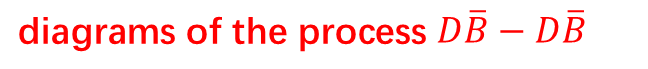 diagrams of the process 𝐷𝐵̅ − 𝐷𝐵̅